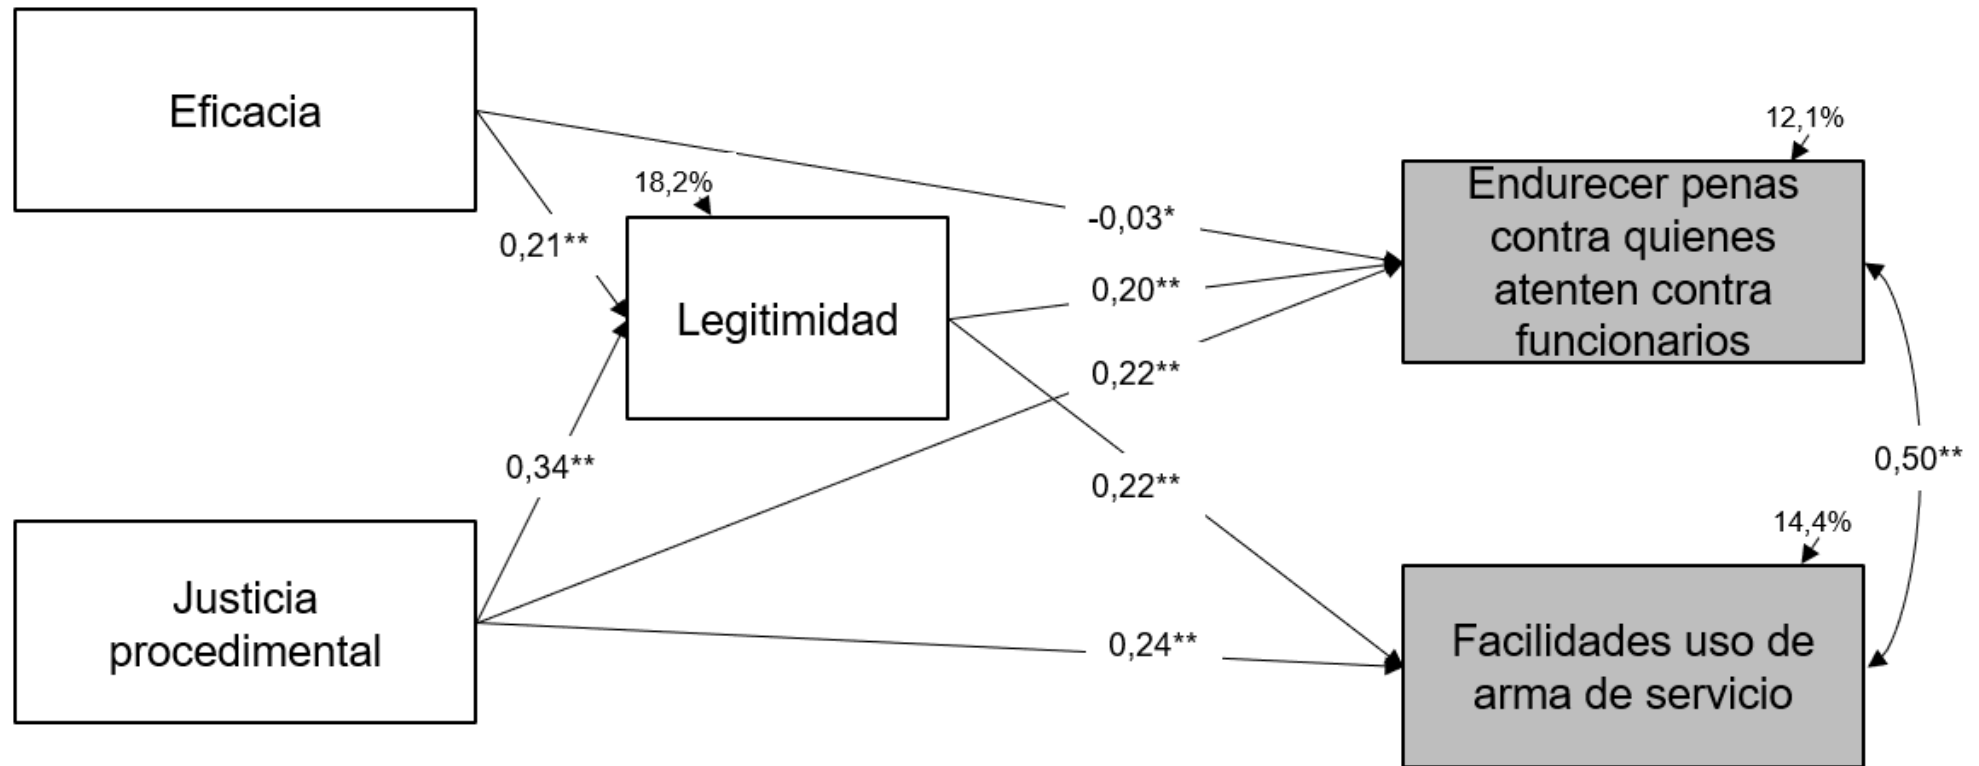 Eficacia
12,1%
18,2%
Endurecer penas
contra quienes
atenten contra
funcionarios
-0,03*
0,21**
0,20**
Legitimidad
0,22**
0,34**
0,22**
0,50**
14,4%
Justicia
procedimental
0,24**
Facilidades uso de
arma de servicio